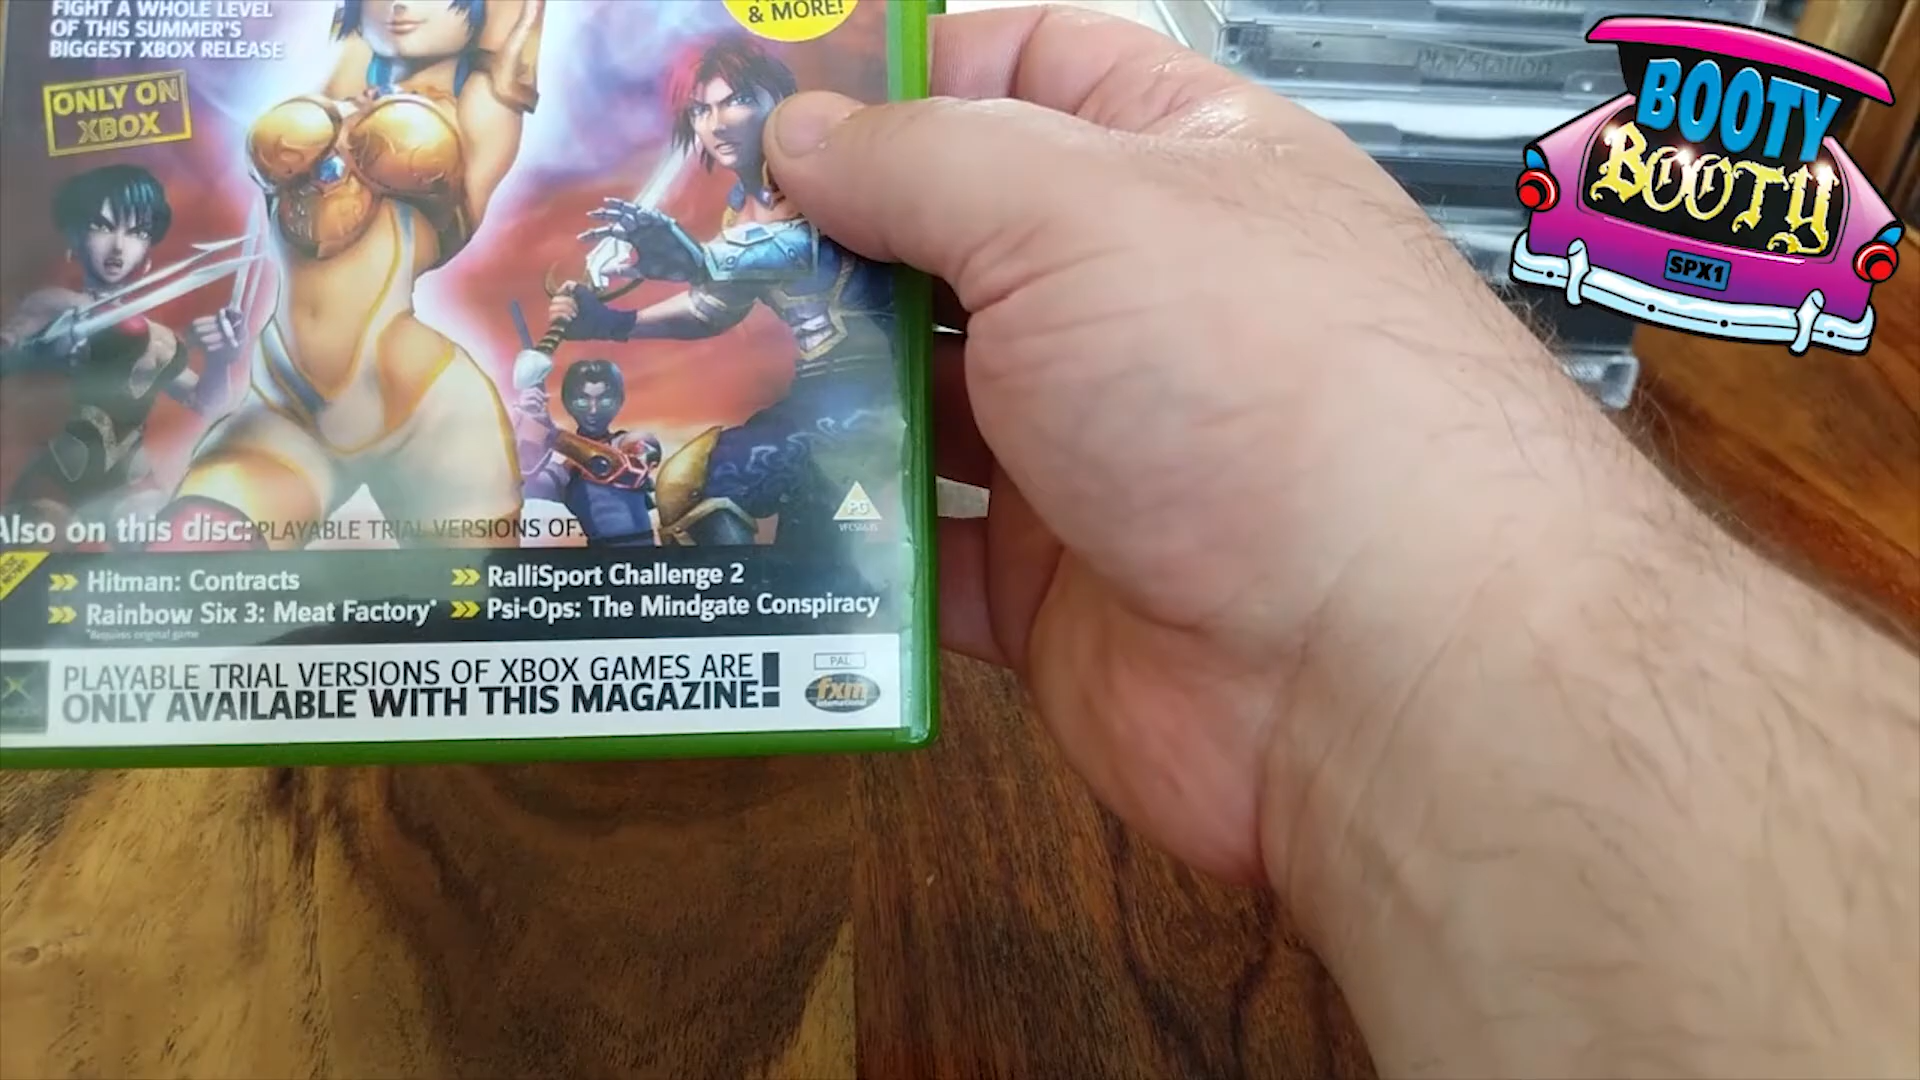 FIGHT A WHOLE LEVEL
OF THIS SUMMER'S
BIGGEST XBOX RELEASE
& MORE!
ONLY ON
XBOX
PlayStation
BOOTY
BOOTY
SPX1
PG
Also on this disc: PLAYABLE TRIAL VERSIONS OF...
Hitman: Contracts
RalliSport Challenge 2
Rainbow Six 3: Meat Factory*
Psi-Ops: The Mindgate Conspiracy
*Requires original game
PLAYABLE TRIAL VERSIONS OF XBOX GAMES ARE
ONLY AVAILABLE WITH THIS MAGAZINE!
PAL
fxm
international